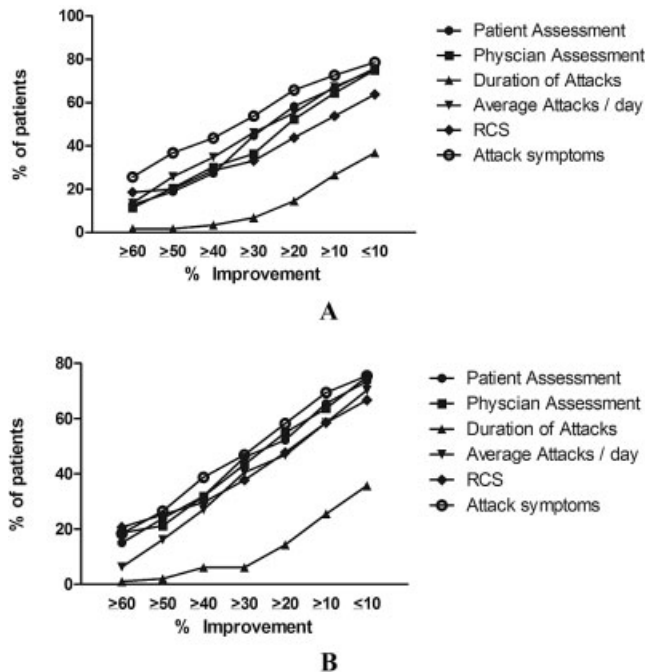 100
80
60
40
20
0
% of patients
≥60 ≥50 ≥40 ≥30 ≥20 ≥10 ≤10
% Improvement
Patient Assessment
Physcian Assessment
Duration of Attacks
Average Attacks / day
RCS
Attack symptoms
A
80
60
40
20
0
% of patients
≥60 ≥50 ≥40 ≥30 ≥20 ≥10 ≤10
% Improvement
Patient Assessment
Physcian Assessment
Duration of Attacks
Average Attacks / day
RCS
Attack symptoms
B